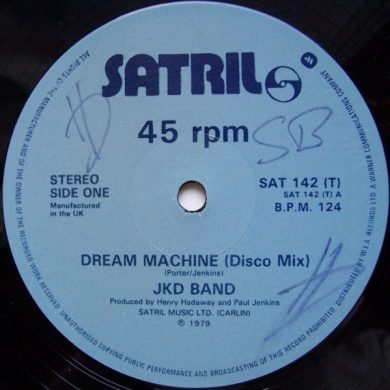 SATRIL
45 rpm
SB
STEREO
SIDE ONE
Manufactured
in the UK
SAT 142 (T)
SAT 142 (T) A
B.P.M. 124
DREAM MACHINE (Disco Mix)
(Porter/Jenkins)
JKD BAND
Produced by Henry Hadaway and Paul Jenkins
SATRIL MUSIC LTD. (CARLIN)
℗ 1979
ALL RIGHTS OF THE MANUFACTURER AND OF THE OWNER OF THE RECORDED WORK RESERVED. UNAUTHORISED COPYING PUBLIC PERFORMANCE AND BROADCASTING OF THIS RECORD PROHIBITED. DISTRIBUTED BY W.E.A. RECORDS LTD. A WARNER COMMUNICATIONS COMPANY